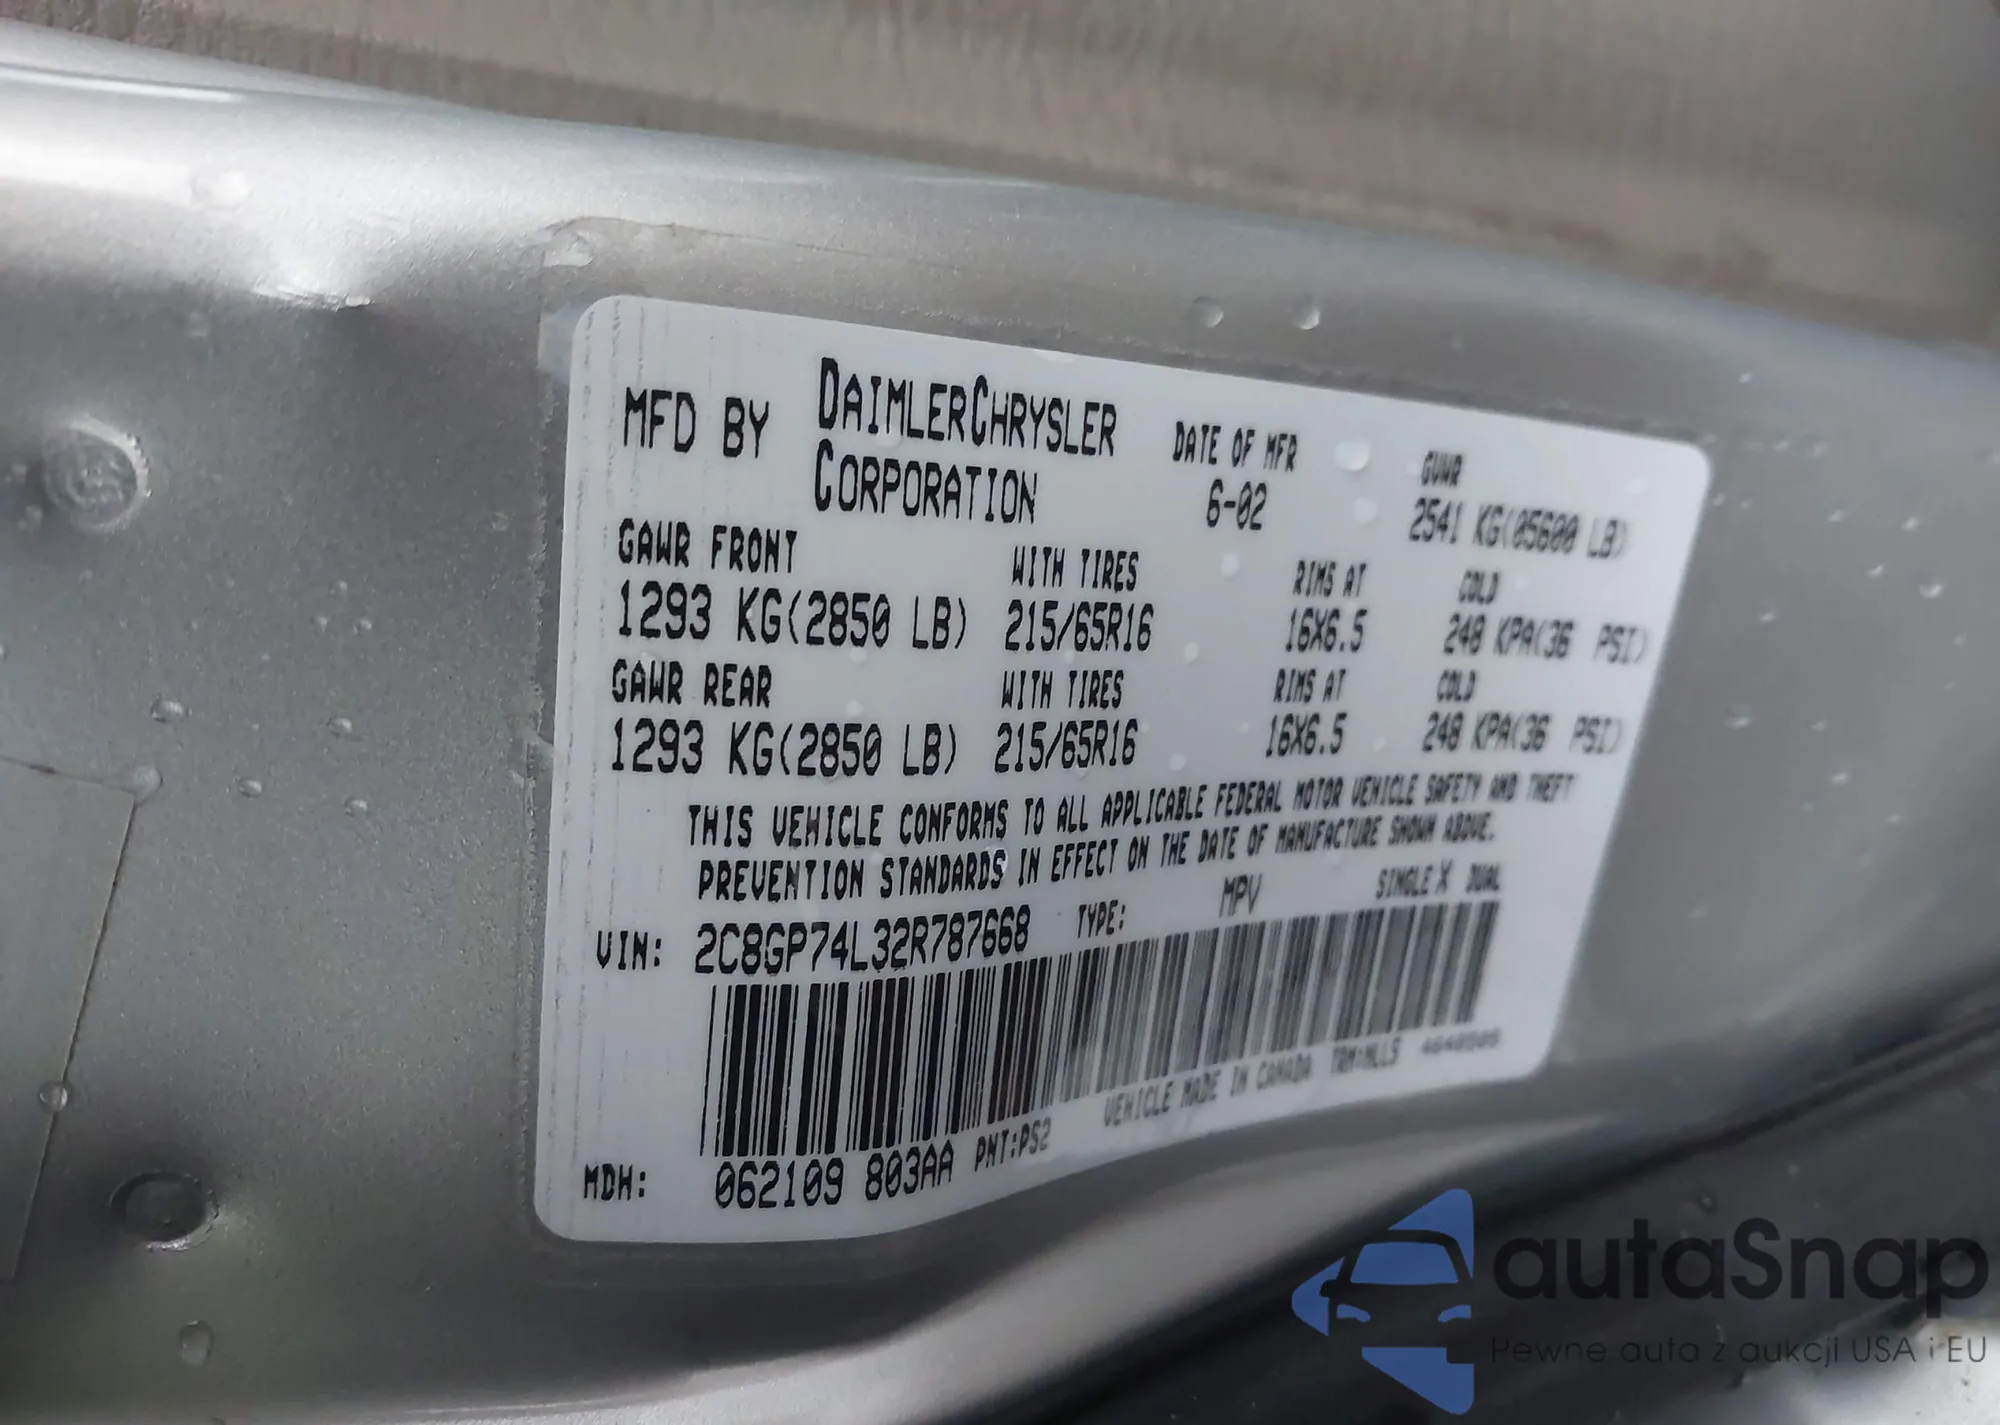 MFD BY DAIMLERCHRYSLER CORPORATION DATE OF MFR 6-02 GVWR 2541 KG(05600 LB)
GAWR FRONT WITH TIRES RIMS AT COLD
1293 KG(2850 LB) 215/65R16 16X6.5 248 KPA(36 PSI)
GAWR REAR WITH TIRES RIMS AT COLD
1293 KG(2850 LB) 215/65R16 16X6.5 248 KPA(36 PSI)
THIS VEHICLE CONFORMS TO ALL APPLICABLE FEDERAL MOTOR VEHICLE SAFETY AND THEFT
PREVENTION STANDARDS IN EFFECT ON THE DATE OF MANUFACTURE SHOWN ABOVE.
VIN: 2C8GP74L32R787668 TYPE: MPV SINGLE X DUAL
VEHICLE MADE IN CANADA TRM:HLL5
MDH: 062109 803AA PNT:PS2
autaSnap
Pewne auta z aukcji USA i EU